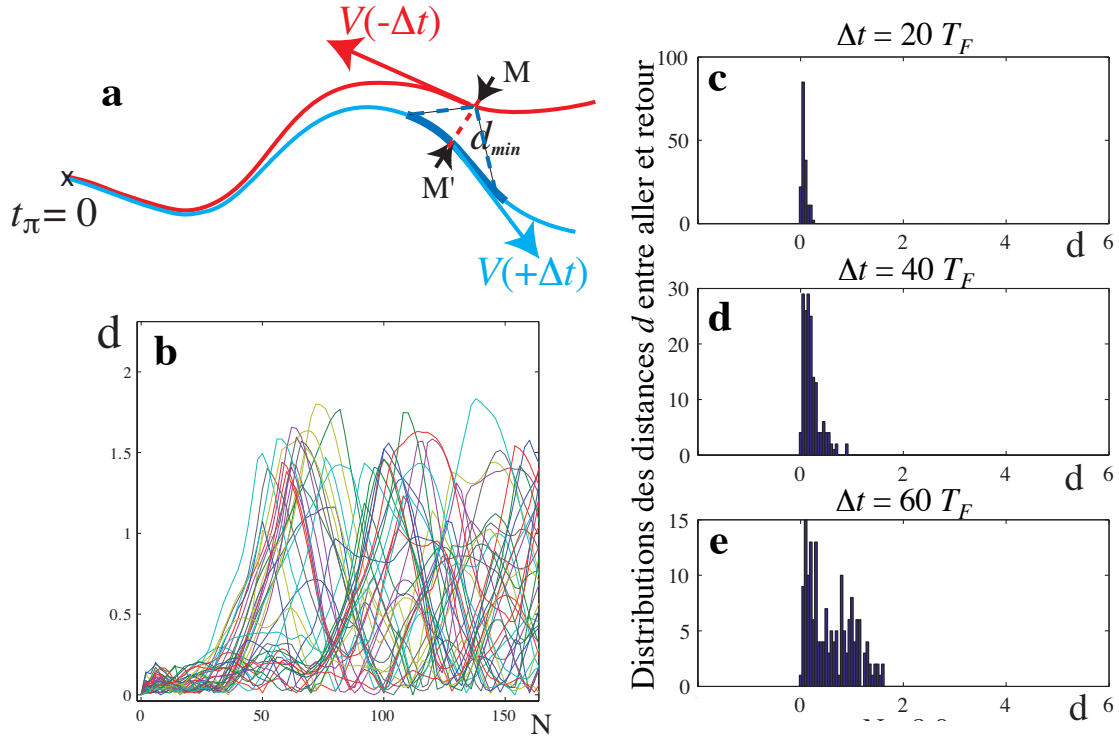 a
V(-Δt)
M
d_min
M'
x
t_π = 0
V(+Δt)
b
d
2
1.5
1
0.5
0
0
50
100
150
N
Distributions des distances d entre aller et retour
Δt = 20 T_F
c
100
50
0
0
2
4
6
d
Δt = 40 T_F
d
30
20
10
0
0
2
4
6
d
Δt = 60 T_F
e
15
10
5
0
0
2
4
6
d